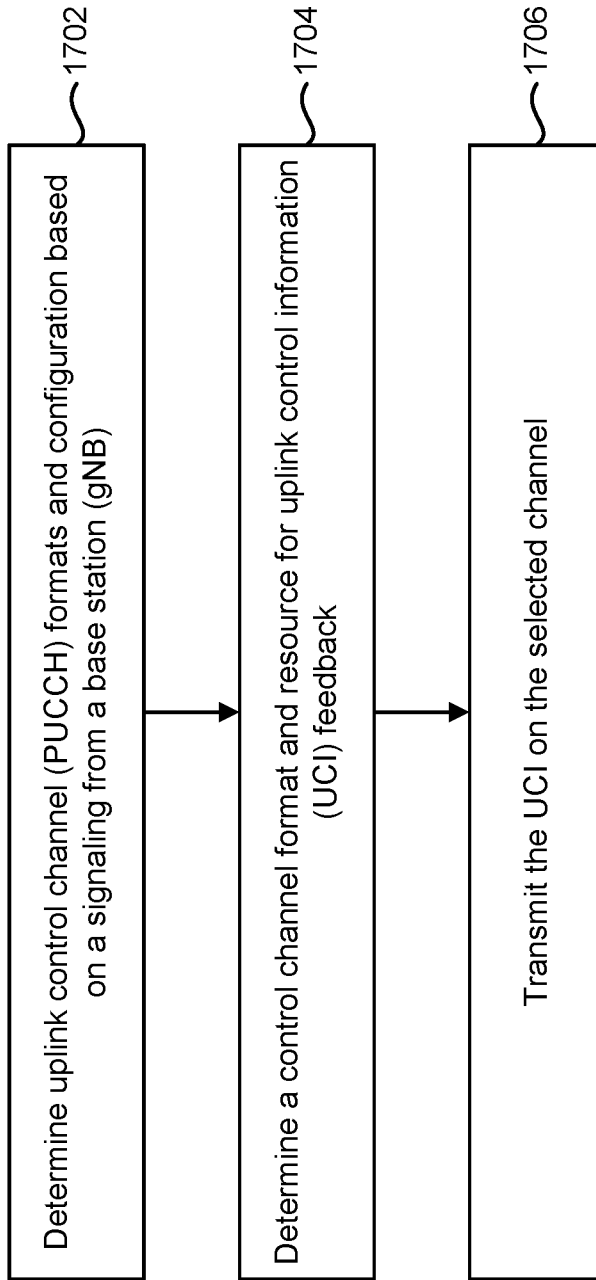 Determine uplink control channel (PUCCH) formats and configuration based
on a signaling from a base station (gNB)
1702
Determine a control channel format and resource for uplink control information
(UCI) feedback
1704
Transmit the UCI on the selected channel
1706